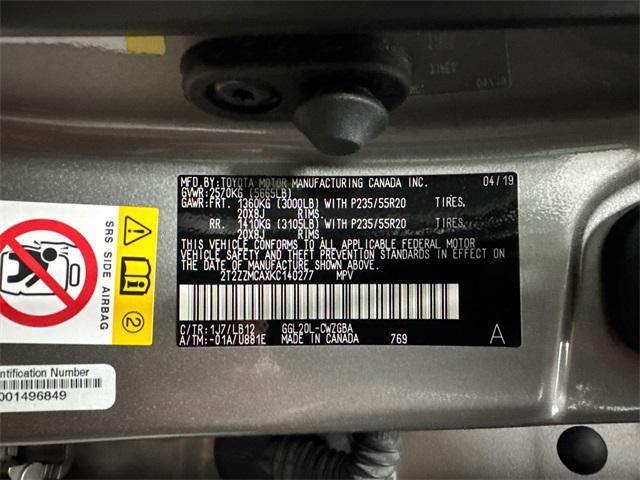 TIRES
MFD.BY:TOYOTA MOTOR MANUFACTURING CANADA INC. 04/19
GVWR:2570KG (5665LB)
GAWR:FRT. 1360KG (3000LB) WITH P235/55R20 TIRES,
20X8J RIMS.
RR. 1410KG (3105LB) WITH P235/55R20 TIRES,
20X8J RIMS.
THIS VEHICLE CONFORMS TO ALL APPLICABLE FEDERAL MOTOR
VEHICLE SAFETY AND THEFT PREVENTION STANDARDS IN EFFECT ON
THE DATE OF MANUFACTURE SHOWN ABOVE.
2T2ZZMCAXKC140277 MPV
C/TR:1J7/LB12 GGL20L-CWZGBA
A/TM:-01A/U881E MADE IN CANADA 769 A
SRS SIDE AIRBAG
2
entification Number
001496849